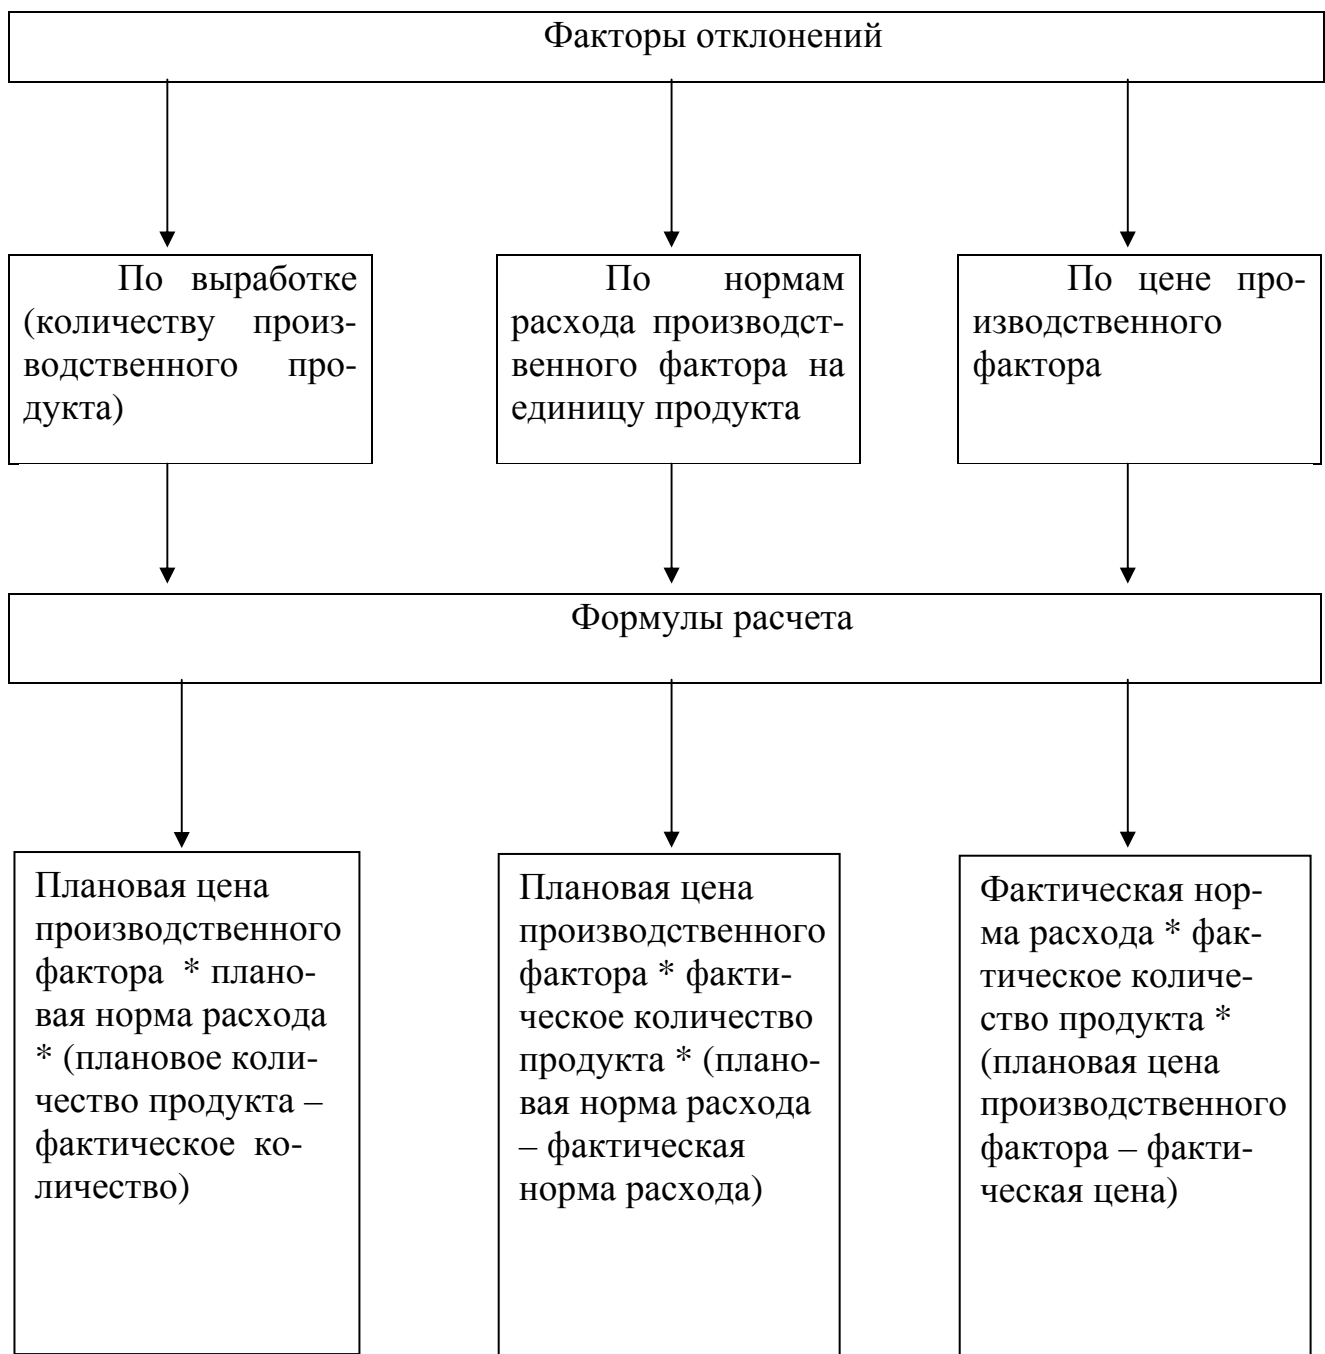 Факторы отклонений
По выработке
(количеству произ-
водственного про-
дукта)
По нормам
расхода производст-
венного фактора на
единицу продукта
По цене про-
изводственного
фактора
Формулы расчета
Плановая цена
производственного
фактора * плано-
вая норма расхода
* (плановое коли-
чество продукта –
фактическое ко-
личество)
Плановая цена
производственного
фактора * факти-
ческое количество
продукта * (плано-
вая норма расхода
– фактическая
норма расхода)
Фактическая нор-
ма расхода * фак-
тическое количе-
ство продукта *
(плановая цена
производственного
фактора – факти-
ческая цена)